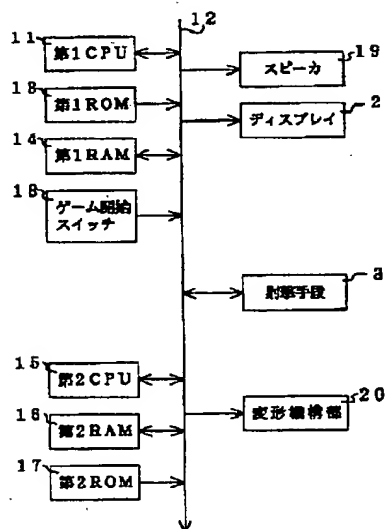 12
11
第1CPU
スピーカ
19
13
第1ROM
ディスプレイ
2
14
第1RAM
18
ゲーム開始
スイッチ
射撃手段
3
15
第2CPU
16
第2RAM
変形機構部
20
17
第2ROM